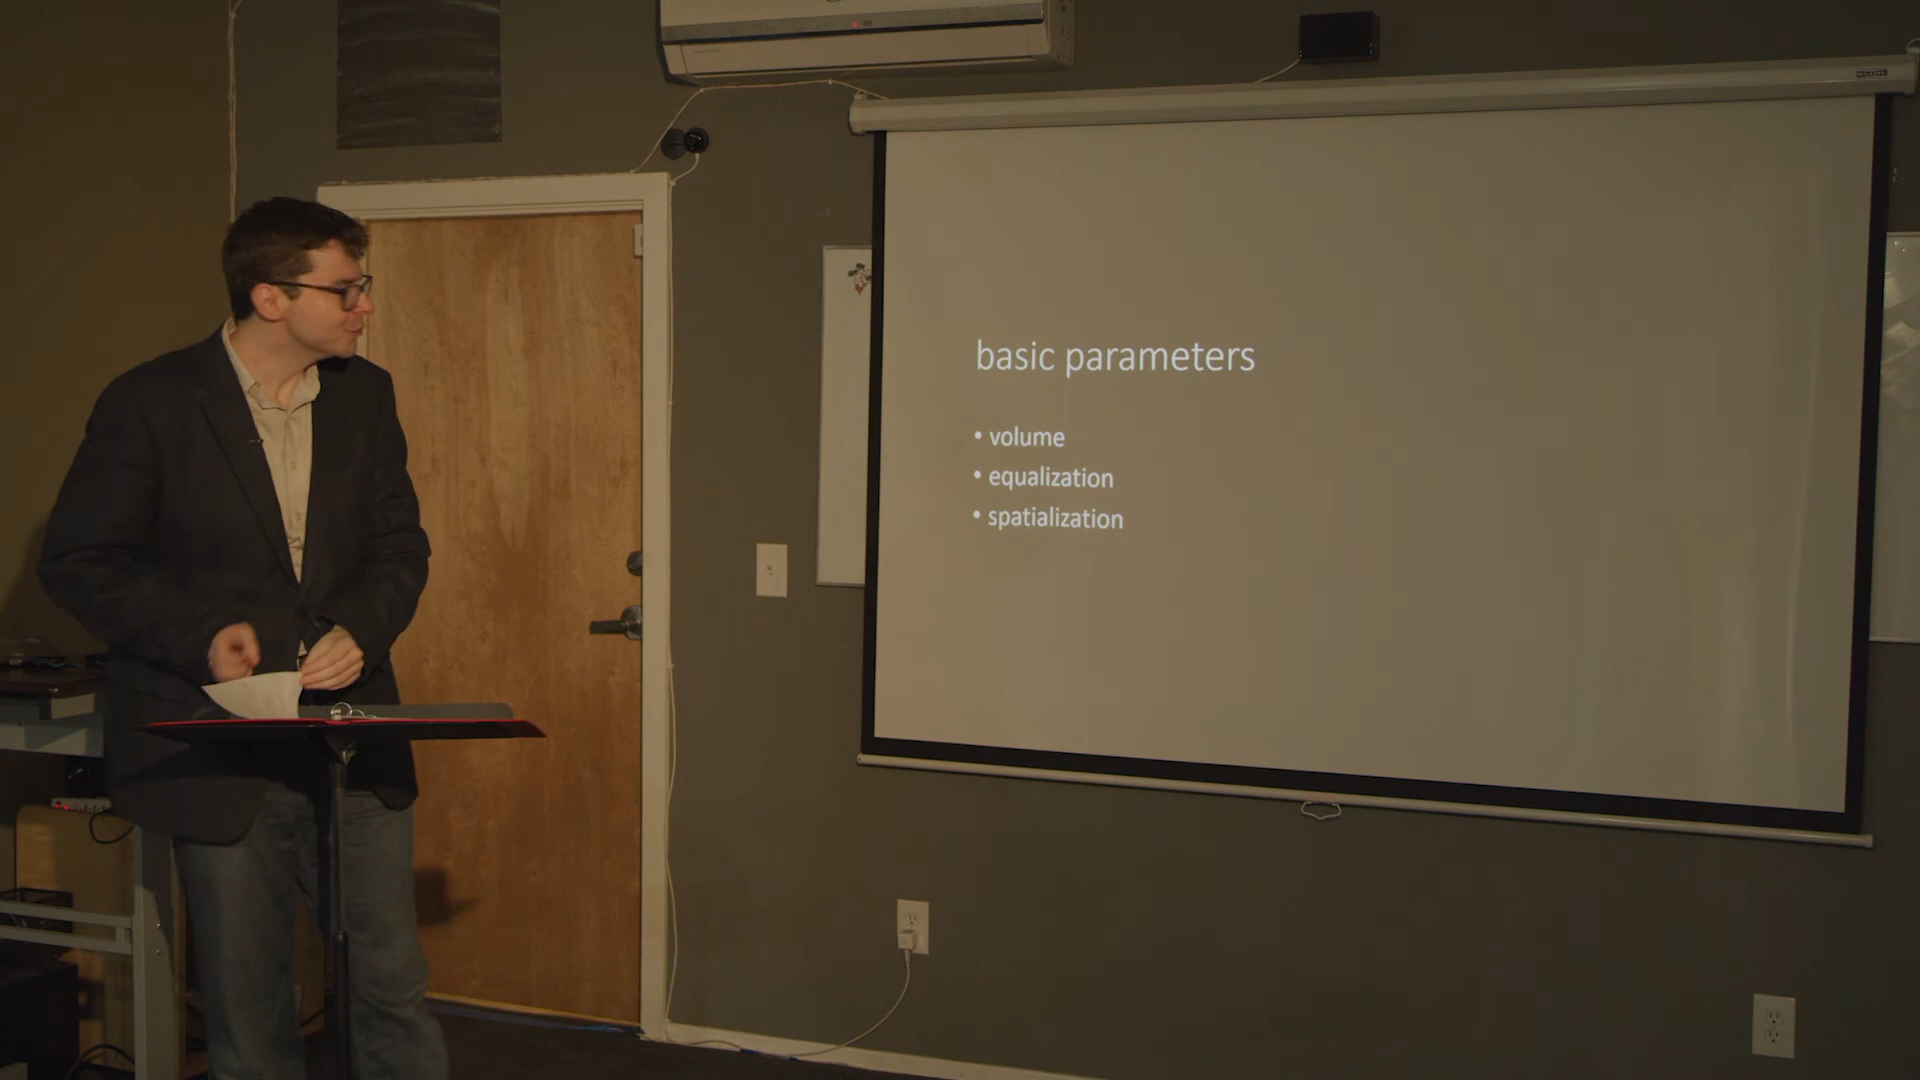 basic parameters
• volume
• equalization
• spatialization